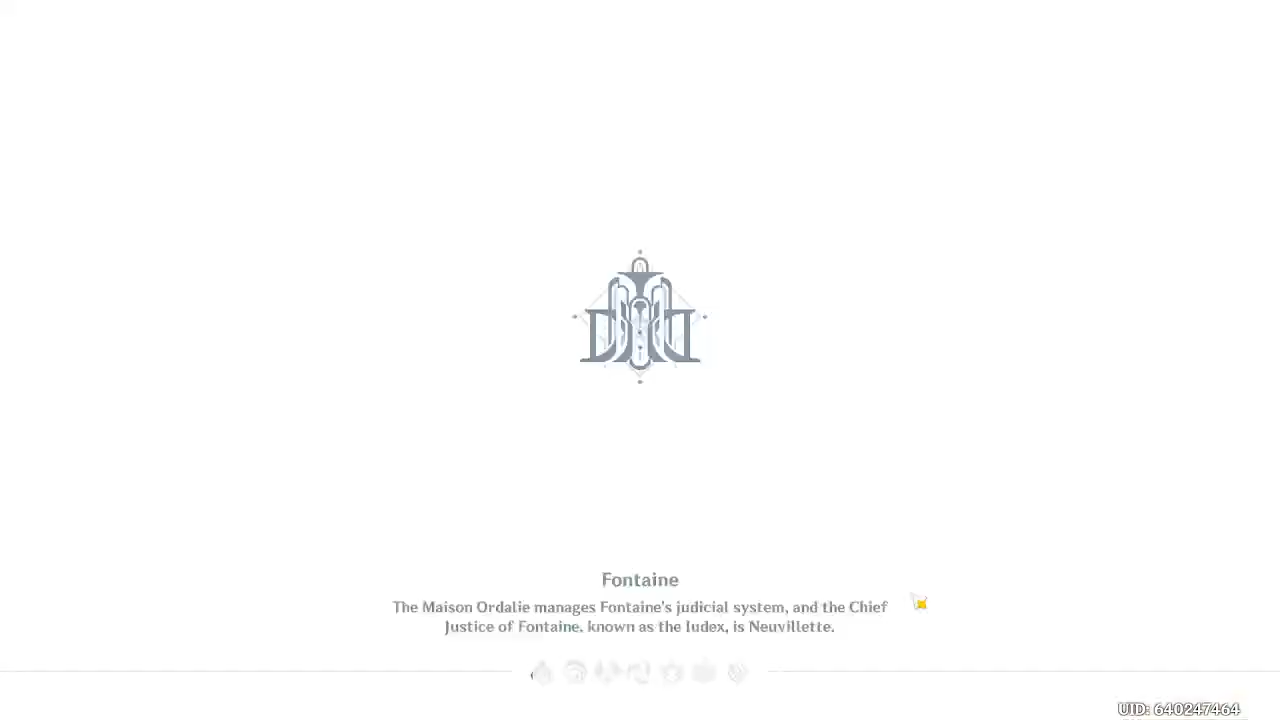 Fontaine
The Maison Ordalie manages Fontaine's judicial system, and the Chief
Justice of Fontaine, known as the Iudex, is Neuvillette.
UID: 640247464